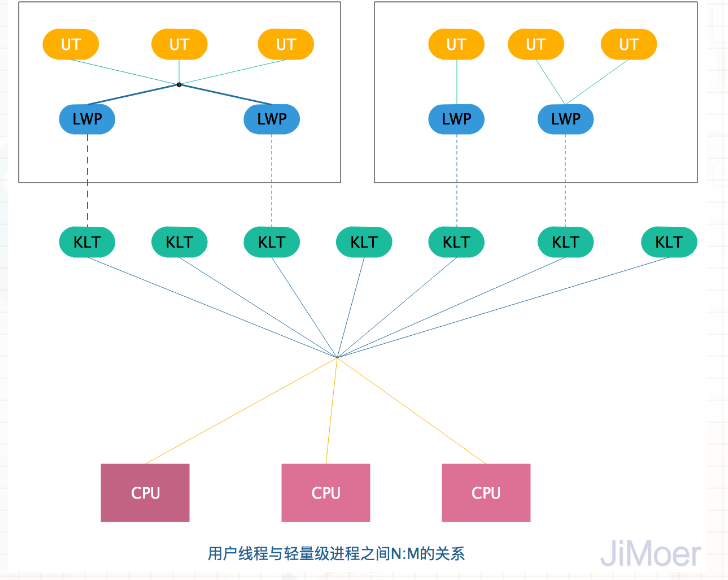 UT UT UT UT UT UT
LWP LWP LWP LWP
KLT KLT KLT KLT KLT KLT KLT
CPU CPU CPU
用户线程与轻量级进程之间N:M的关系
JiMoer